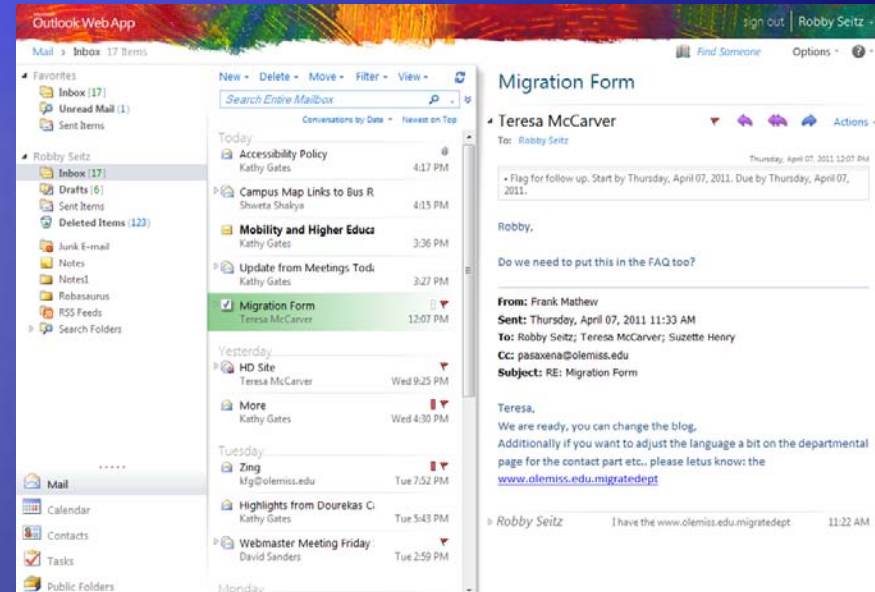 Outlook Web App
sign out | Robby Seitz
Mail > Inbox 17 Items
Find Someone Options
Favorites
Inbox (17)
Unread Mail (1)
Sent Items
Robby Seitz
Inbox (17)
Drafts [6]
Sent Items
Deleted Items (123)
Junk E-mail
Notes
Notes1
Robasaurus
RSS Feeds
Search Folders
Mail
Calendar
Contacts
Tasks
Public Folders
New Delete Move Filter View
Search Entire Mailbox
Conversations by Date Newest on Top
Today
Accessibility Policy
Kathy Gates 4:17 PM
Campus Map Links to Bus R
Shweta Shakya 4:15 PM
Mobility and Higher Educa
Kathy Gates 3:36 PM
Update from Meetings Toda
Kathy Gates 3:27 PM
Migration Form
Teresa McCarver 12:07 PM
Yesterday
HD Site
Teresa McCarver Wed 9:25 PM
More
Kathy Gates Wed 4:30 PM
Tuesday
Zing
kfg@olemiss.edu Tue 7:52 PM
Highlights from Dourekas Ca
Kathy Gates Tue 5:43 PM
Webmaster Meeting Friday
David Sanders Tue 2:59 PM
Monday
Migration Form
Teresa McCarver Actions
To: Robby Seitz
Thursday, April 07, 2011 12:07 PM
• Flag for follow up. Start by Thursday, April 07, 2011. Due by Thursday, April 07,
2011.
Robby,
Do we need to put this in the FAQ too?
From: Frank Mathew
Sent: Thursday, April 07, 2011 11:33 AM
To: Robby Seitz; Teresa McCarver; Suzette Henry
Cc: pasaxena@olemiss.edu
Subject: RE: Migration Form
Teresa,
We are ready, you can change the blog,
Additionally if you want to adjust the language a bit on the departmental
page for the contact part etc.. please letus know: the
www.olemiss.edu.migratedept
Robby Seitz I have the www.olemiss.edu.migratedept 11:22 AM